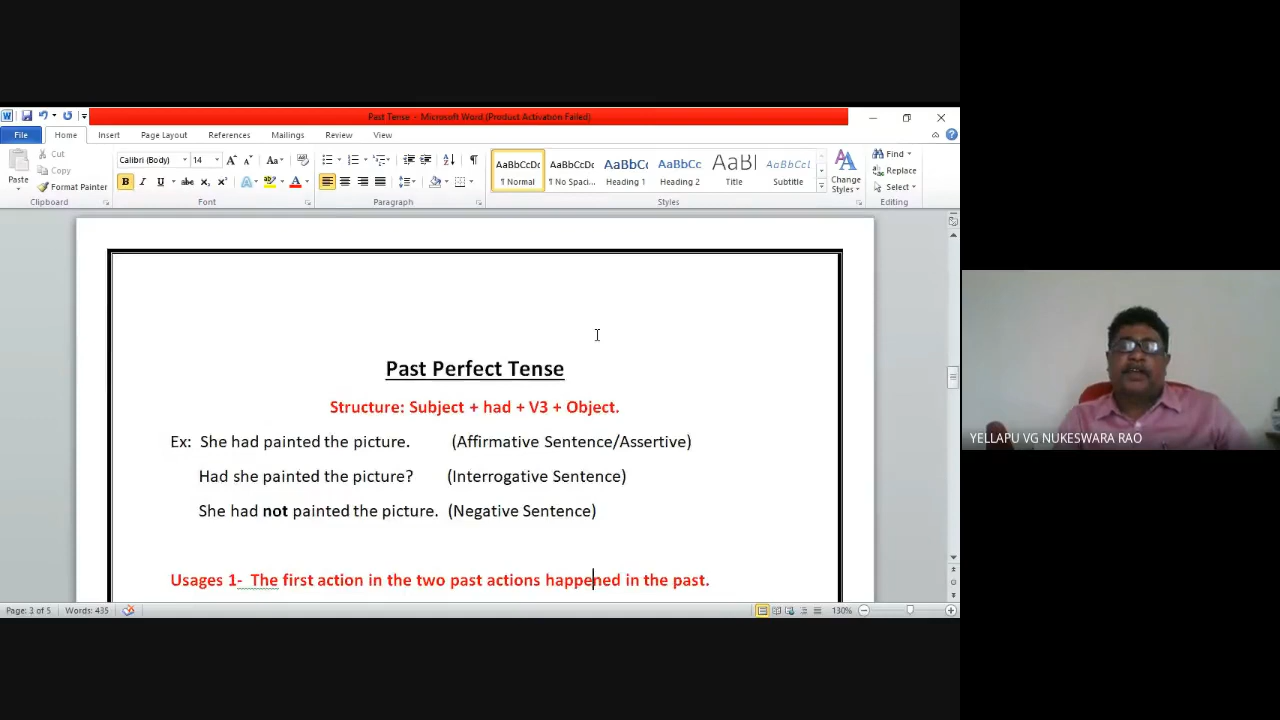 Past Tense - Microsoft Word (Product Activation Failed)
File Home Insert Page Layout References Mailings Review View
Paste
Cut
Copy
Format Painter
Clipboard
Calibri (Body) 14
Font
Paragraph
AaBbCcDc AaBbCcDc AaBbCc AaBbCc AaBl AaBbCcl
¶ Normal ¶ No Spaci... Heading 1 Heading 2 Title Subtitle
Change
Styles
Styles
Find
Replace
Select
Editing
Past Perfect Tense
Structure: Subject + had + V3 + Object.
Ex: She had painted the picture. (Affirmative Sentence/Assertive)
Had she painted the picture? (Interrogative Sentence)
She had not painted the picture. (Negative Sentence)
Usages 1- The first action in the two past actions happened in the past.
Page: 3 of 5 Words: 435 130%
YELLAPU VG NUKESWARA RAO